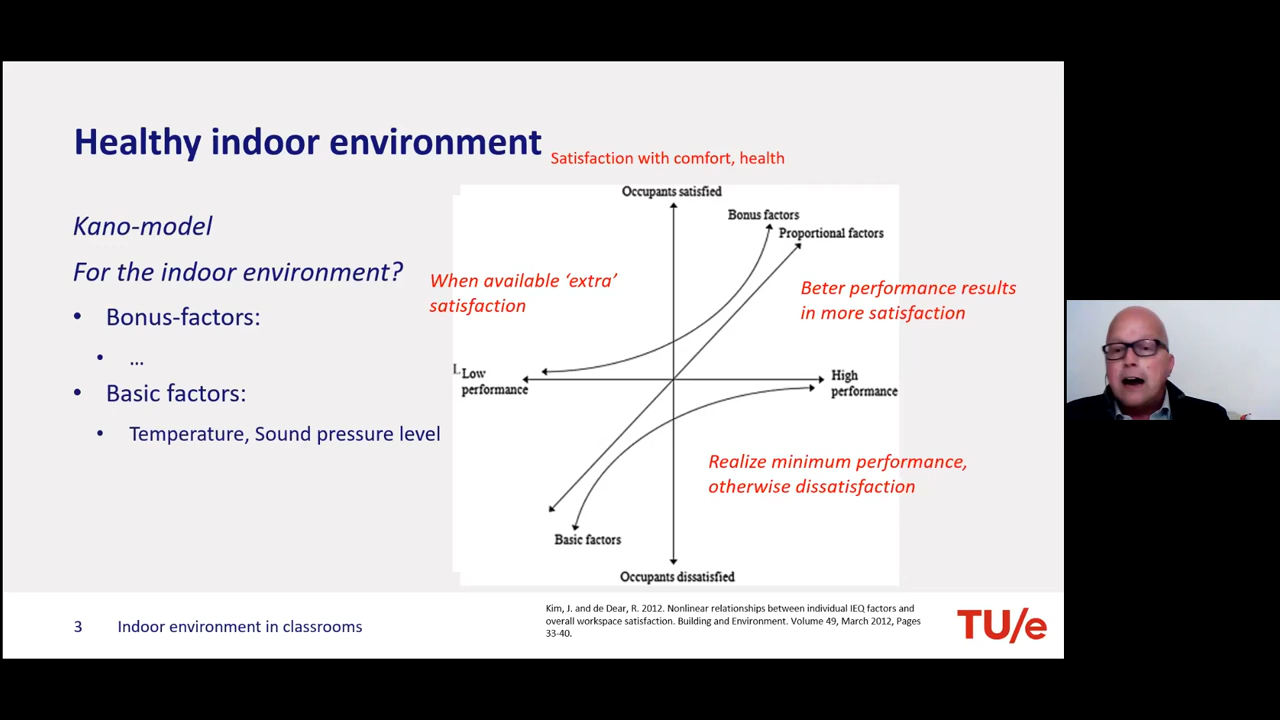 Healthy indoor environment
Satisfaction with comfort, health
Kano-model
For the indoor environment?
• Bonus-factors:
• ...
• Basic factors:
• Temperature, Sound pressure level
Occupants satisfied
Bonus factors
Proportional factors
When available ‘extra’
satisfaction
Beter performance results
in more satisfaction
Low
performance
High
performance
Realize minimum performance,
otherwise dissatisfaction
Basic factors
Occupants dissatisfied
3 Indoor environment in classrooms
Kim, J. and de Dear, R. 2012. Nonlinear relationships between individual IEQ factors and
overall workspace satisfaction. Building and Environment. Volume 49, March 2012, Pages
33-40.
TU/e